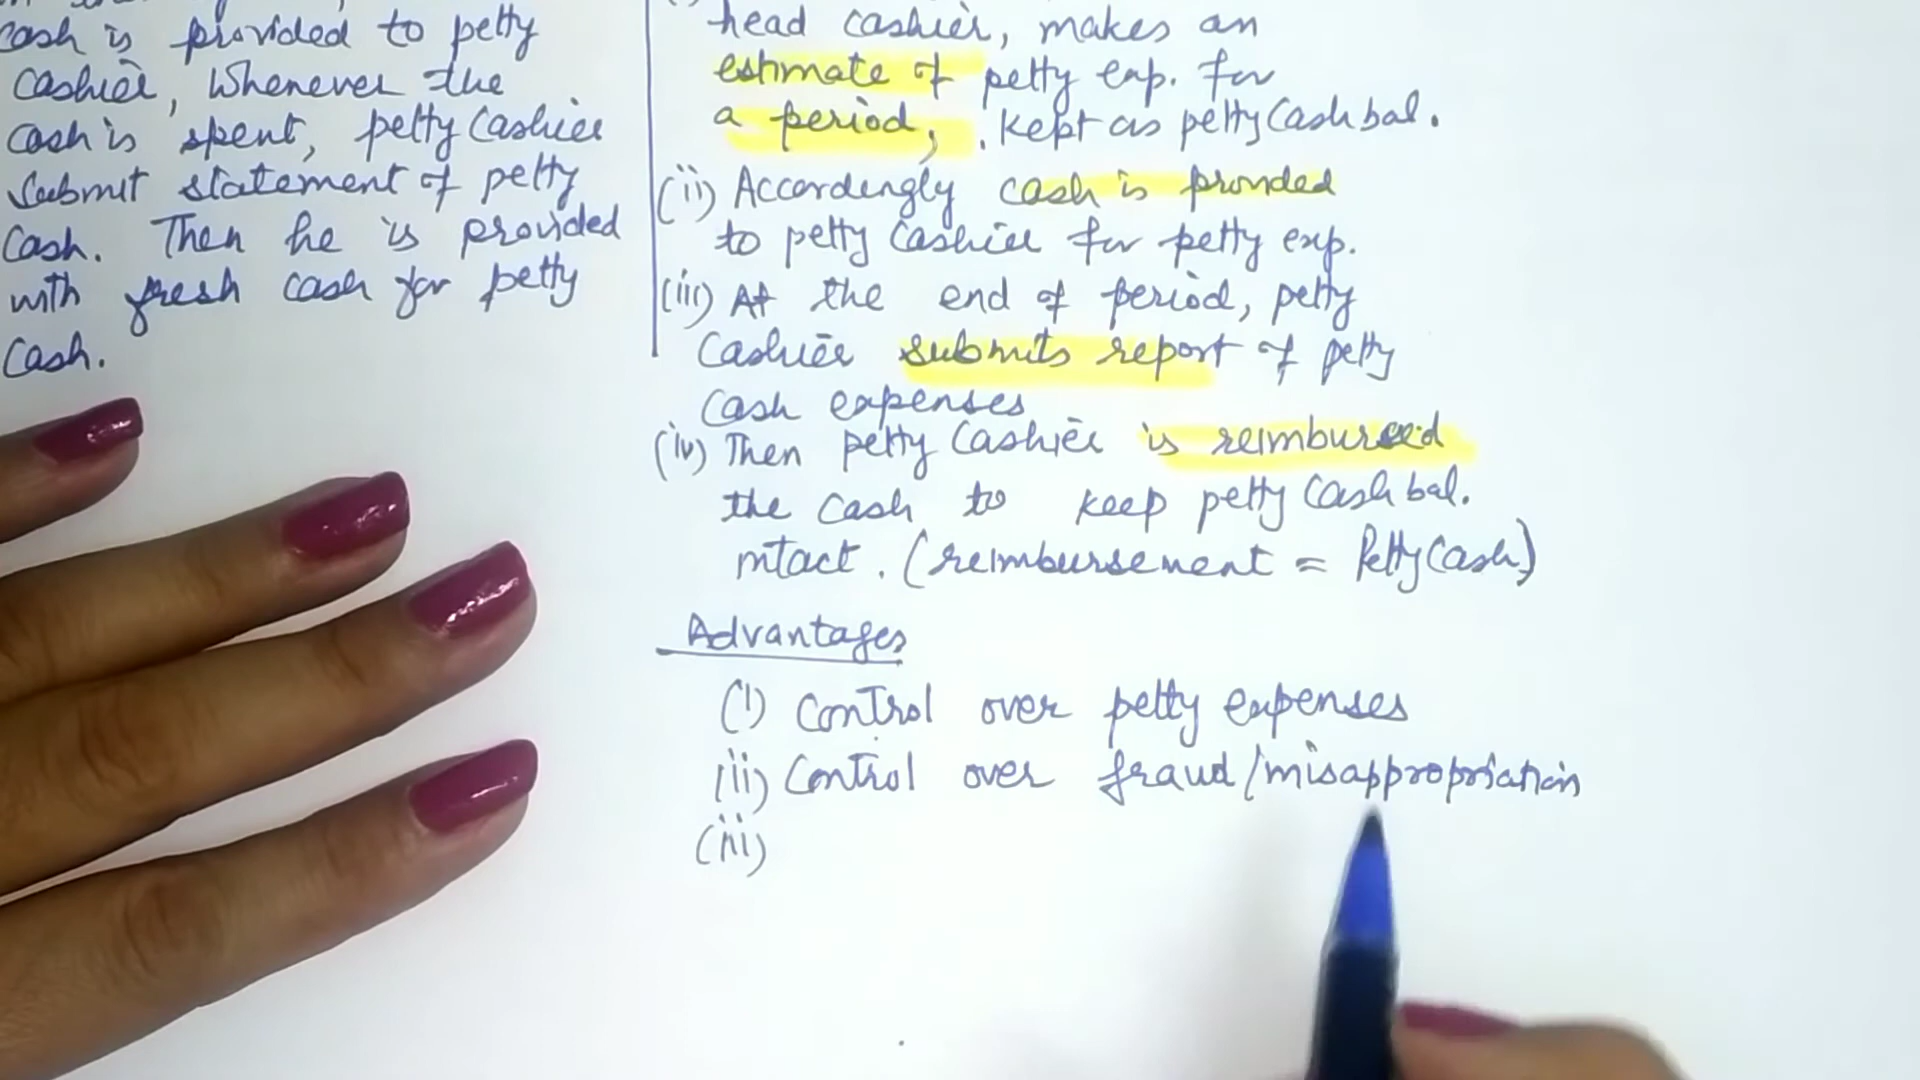 cash is provided to petty
cashier, Whenever the
cash is spent, petty cashier
submit statement of petty
cash. Then he is provided
with fresh cash for petty
cash.
head cashier, makes an
estimate of petty exp. for
a period, . kept as petty cash bal.
(ii) Accordingly cash is provided
to petty cashier for petty exp.
(iii) At the end of period, petty
cashier submits report of petty
cash expenses
(iv) Then petty cashier is reimbursed
the cash to keep petty cash bal.
intact. (reimbursement = Petty Cash)
Advantages
(i) Control over petty expenses
(ii) Control over fraud/misappropriation
(iii)